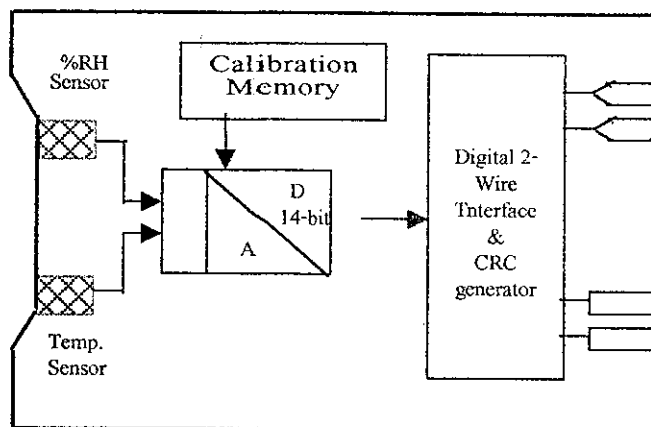 %RH
Sensor
Calibration
Memory
D
14-bit
A
Digital 2-
Wire
Tnterface
&
CRC
generator
Temp.
Sensor